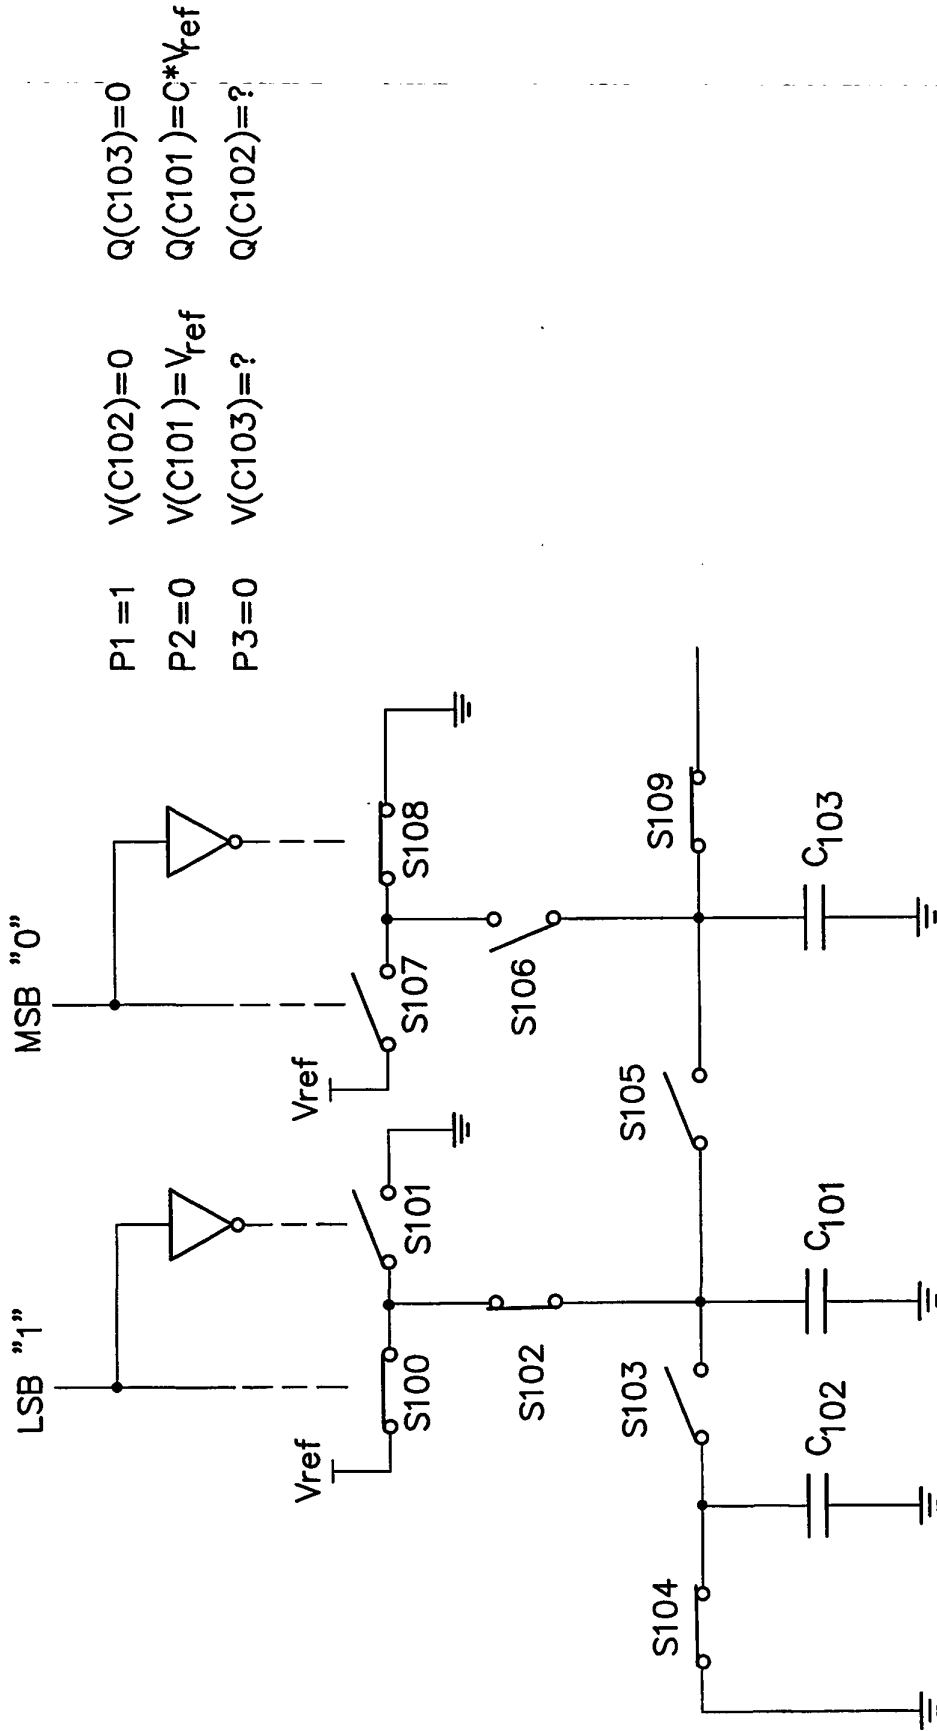 P1=1 V(C102)=0 Q(C103)=0
P2=0 V(C101)=Vref Q(C101)=C*Vref
P3=0 V(C103)=? Q(C102)=?
LSB "1"
MSB "0"
Vref
S100
S101
Vref
S107
S108
S102
S106
S104
S103
S105
S109
C102
C101
C103